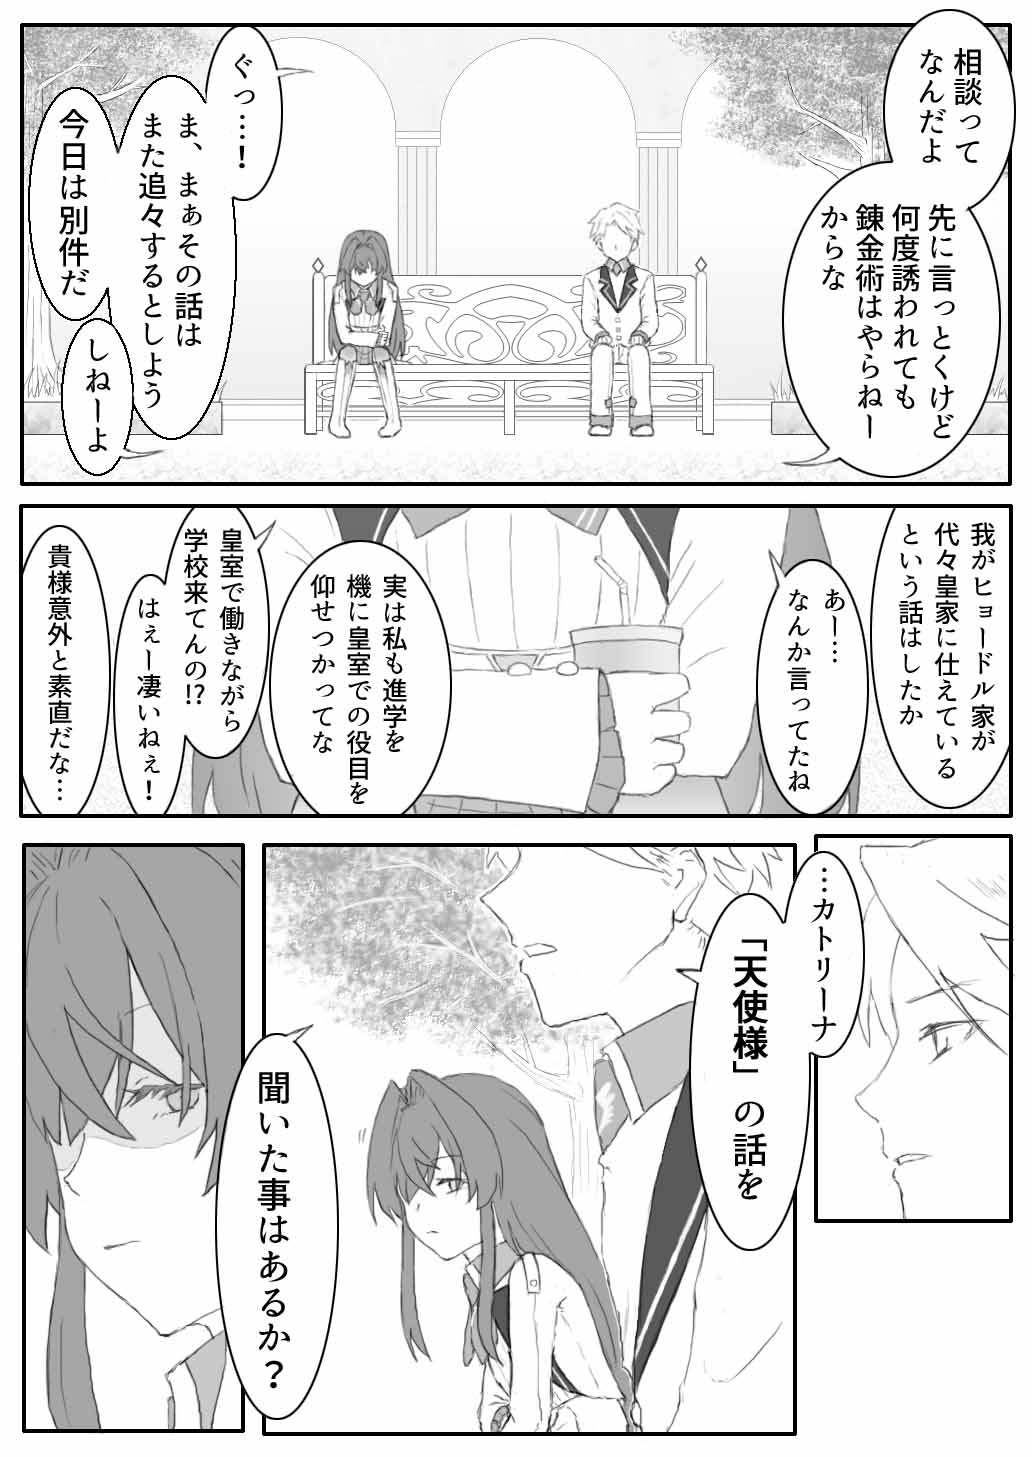 相談って
なんだよ
先に言っとくけど
何度誘われても
錬金術はやらねー
からな
ぐっ…！
ま、まぁその話は
また追々するとしよう
今日は別件だ
しねーよ
我がヒョードル家が
代々皇家に仕えている
という話はしたか
あー…
なんか言ってたね
実は私も進学を
機に皇室での役目を
仰せつかってな
皇室で働きながら
学校来てんの!?
はぇー凄いねぇ！
貴様意外と素直だな…
…カトリーナ
「天使様」の話を
聞いた事はあるか？